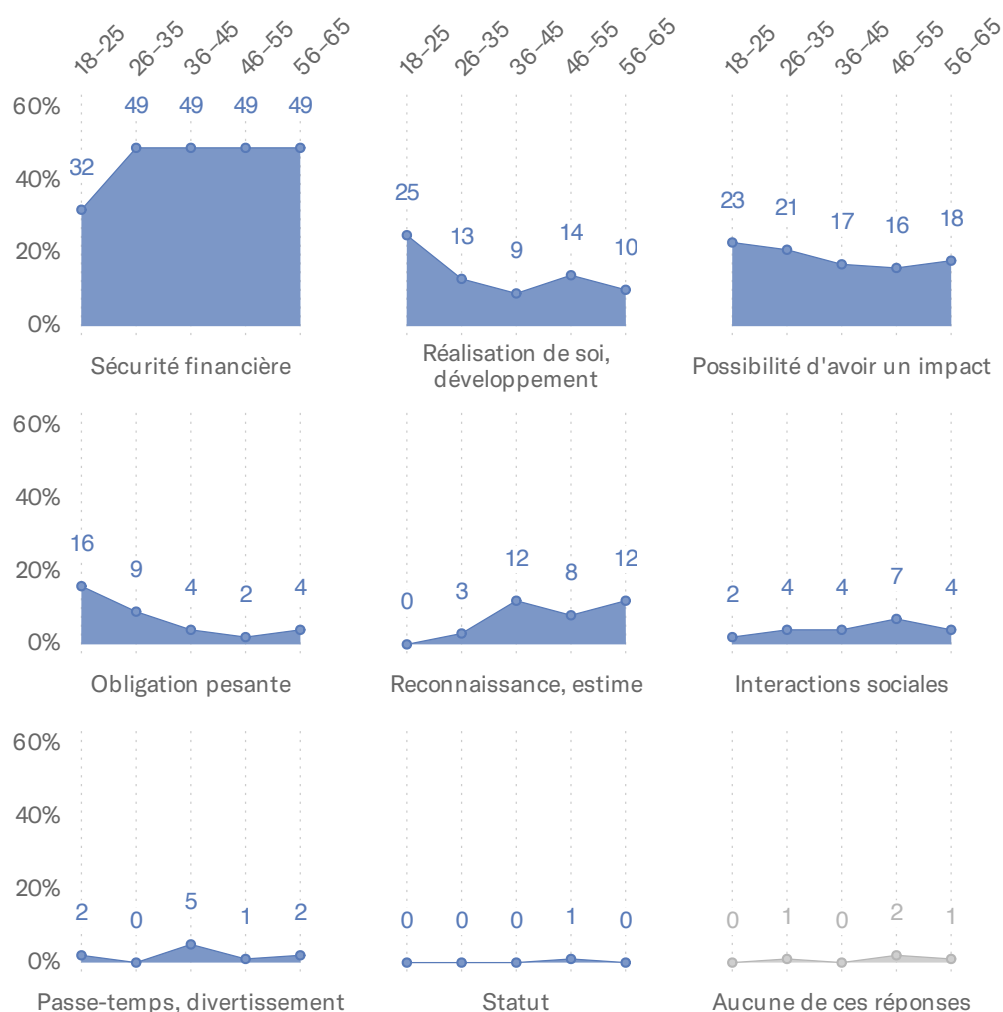 18–25 26–35 36–45 46–55 56–65 18–25 26–35 36–45 46–55 56–65 18–25 26–35 36–45 46–55 56–65
60% 49 49 49 49
32
40%
25 13 9 14 10
23 21 17 16 18
20%
0%
Sécurité financière
Réalisation de soi,
développement
Possibilité d'avoir un impact
60%
40%
16 9 4 2 4
0 3 12 8 12
2 4 4 7 4
20%
0%
Obligation pesante
Reconnaissance, estime
Interactions sociales
60%
40%
20%
2 0 5 1 2
0 0 0 1 0
0 1 0 2 1
0%
Passe-temps, divertissement
Statut
Aucune de ces réponses